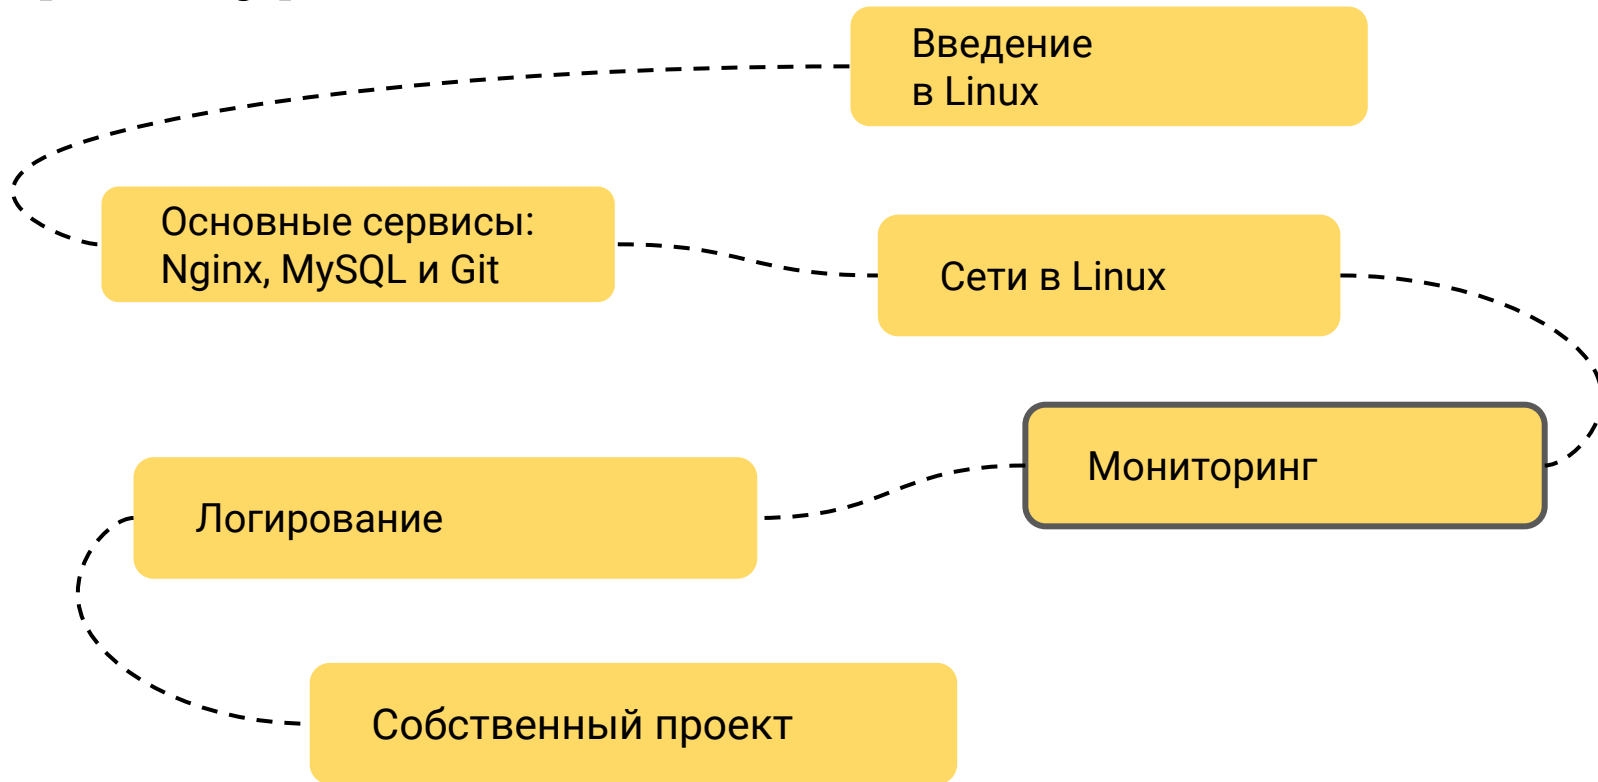 Введение
в Linux
Основные сервисы:
Nginx, MySQL и Git
Сети в Linux
Мониторинг
Логирование
Собственный проект